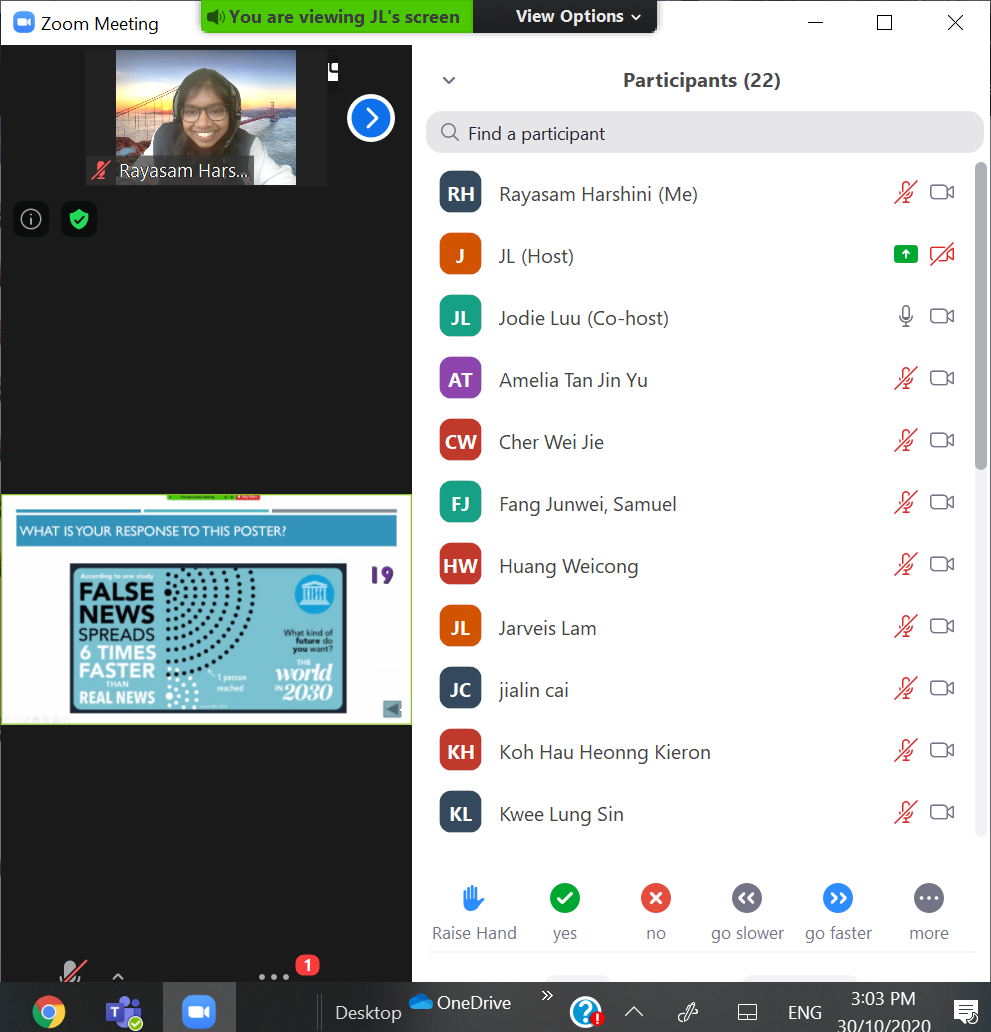 Zoom Meeting
You are viewing JL's screen
View Options
Rayasam Hars...
WHAT IS YOUR RESPONSE TO THIS POSTER?
19
According to one study
FALSE
NEWS
SPREADS
6 TIMES
FASTER
THAN
REAL NEWS
1 person
reached
What kind of
future do
you want?
THE
world
IN 2030
Participants (22)
Find a participant
RH Rayasam Harshini (Me)
J JL (Host)
JL Jodie Luu (Co-host)
AT Amelia Tan Jin Yu
CW Cher Wei Jie
FJ Fang Junwei, Samuel
HW Huang Weicong
JL Jarveis Lam
JC jialin cai
KH Koh Hau Heonng Kieron
KL Kwee Lung Sin
Raise Hand yes no go slower go faster more
1
Desktop
OneDrive
ENG
3:03 PM
30/10/2020